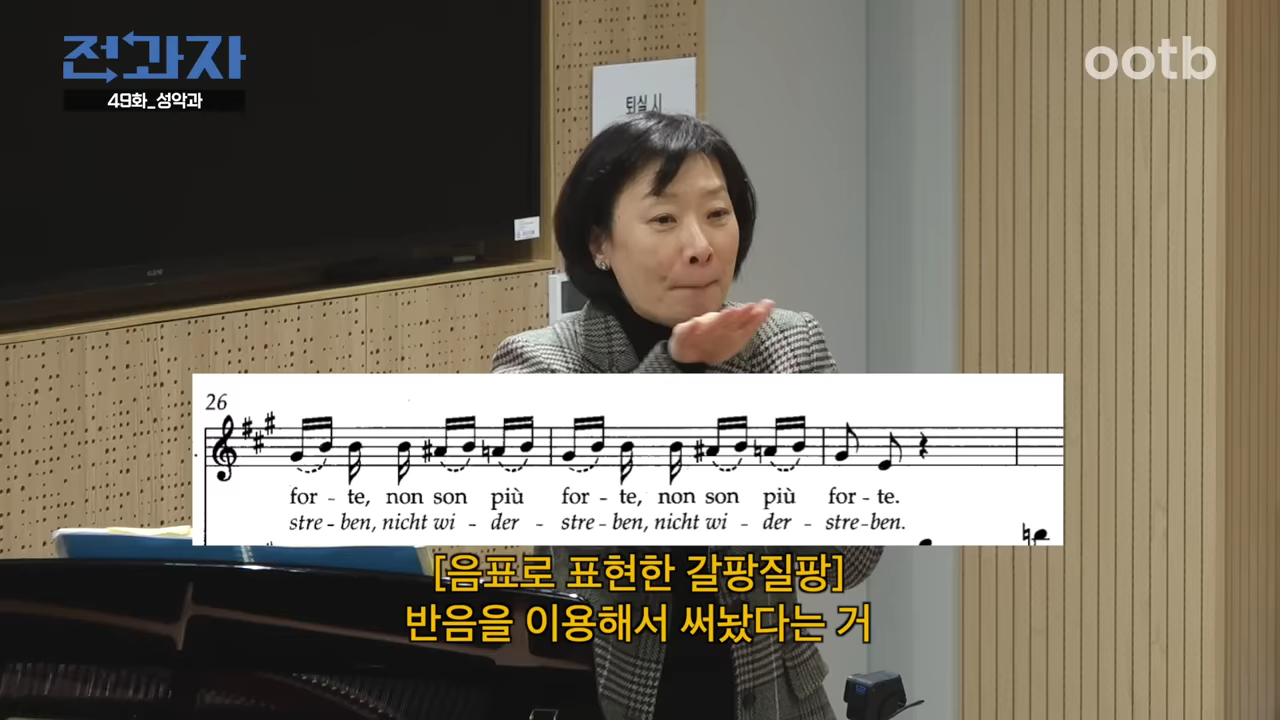 전과자
49화_성악과
ootb
퇴실 시
26
for - te, non son più for - te, non son più for - te.
stre - ben, nicht wi - der - stre - ben, nicht wi - der - stre - ben.
[음표로 표현한 갈팡질팡]
반음을 이용해서 써놨다는 거